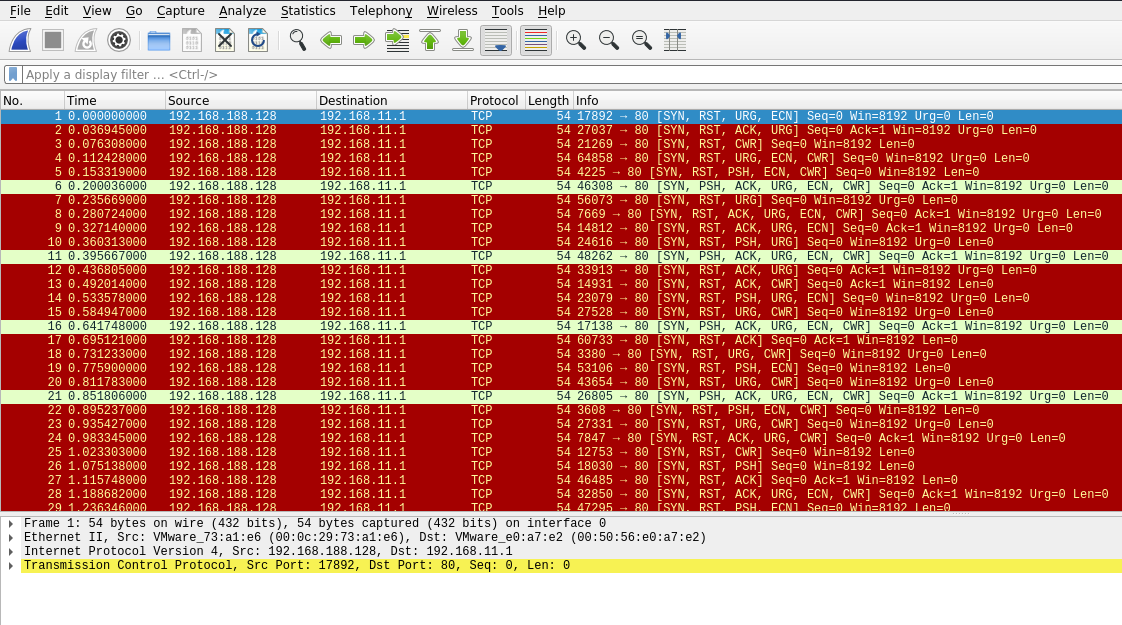 File Edit View Go Capture Analyze Statistics Telephony Wireless Tools Help
Apply a display filter ... <Ctrl-/>
No. Time Source Destination Protocol Length Info
1 0.000000000 192.168.188.128 192.168.11.1 TCP 54 17892 → 80 [SYN, RST, URG, ECN] Seq=0 Win=8192 Urg=0 Len=0
2 0.036945000 192.168.188.128 192.168.11.1 TCP 54 27037 → 80 [SYN, RST, ACK, URG] Seq=0 Ack=1 Win=8192 Urg=0 Len=0
3 0.076308000 192.168.188.128 192.168.11.1 TCP 54 21269 → 80 [SYN, RST, CWR] Seq=0 Win=8192 Len=0
4 0.112428000 192.168.188.128 192.168.11.1 TCP 54 64858 → 80 [SYN, RST, URG, ECN, CWR] Seq=0 Win=8192 Urg=0 Len=0
5 0.153319000 192.168.188.128 192.168.11.1 TCP 54 4225 → 80 [SYN, RST, PSH, ECN, CWR] Seq=0 Win=8192 Len=0
6 0.200036000 192.168.188.128 192.168.11.1 TCP 54 46308 → 80 [SYN, PSH, ACK, URG, ECN, CWR] Seq=0 Ack=1 Win=8192 Urg=0 Len=0
7 0.235669000 192.168.188.128 192.168.11.1 TCP 54 56073 → 80 [SYN, RST, URG] Seq=0 Win=8192 Urg=0 Len=0
8 0.280724000 192.168.188.128 192.168.11.1 TCP 54 7669 → 80 [SYN, RST, ACK, URG, ECN, CWR] Seq=0 Ack=1 Win=8192 Urg=0 Len=0
9 0.327140000 192.168.188.128 192.168.11.1 TCP 54 14812 → 80 [SYN, RST, ACK, URG, ECN] Seq=0 Ack=1 Win=8192 Urg=0 Len=0
10 0.360313000 192.168.188.128 192.168.11.1 TCP 54 24616 → 80 [SYN, RST, PSH, URG] Seq=0 Win=8192 Urg=0 Len=0
11 0.395667000 192.168.188.128 192.168.11.1 TCP 54 48262 → 80 [SYN, PSH, ACK, URG, ECN, CWR] Seq=0 Ack=1 Win=8192 Urg=0 Len=0
12 0.436805000 192.168.188.128 192.168.11.1 TCP 54 33913 → 80 [SYN, RST, ACK, URG] Seq=0 Ack=1 Win=8192 Urg=0 Len=0
13 0.492014000 192.168.188.128 192.168.11.1 TCP 54 14931 → 80 [SYN, RST, ACK, CWR] Seq=0 Ack=1 Win=8192 Len=0
14 0.533578000 192.168.188.128 192.168.11.1 TCP 54 23079 → 80 [SYN, RST, PSH, URG, ECN] Seq=0 Win=8192 Urg=0 Len=0
15 0.584947000 192.168.188.128 192.168.11.1 TCP 54 27528 → 80 [SYN, RST, URG, CWR] Seq=0 Win=8192 Urg=0 Len=0
16 0.641748000 192.168.188.128 192.168.11.1 TCP 54 17138 → 80 [SYN, PSH, ACK, URG, ECN, CWR] Seq=0 Ack=1 Win=8192 Urg=0 Len=0
17 0.695121000 192.168.188.128 192.168.11.1 TCP 54 60733 → 80 [SYN, RST, ACK] Seq=0 Ack=1 Win=8192 Len=0
18 0.731233000 192.168.188.128 192.168.11.1 TCP 54 3380 → 80 [SYN, RST, URG, CWR] Seq=0 Win=8192 Urg=0 Len=0
19 0.775900000 192.168.188.128 192.168.11.1 TCP 54 53106 → 80 [SYN, RST, PSH, ECN] Seq=0 Win=8192 Len=0
20 0.811783000 192.168.188.128 192.168.11.1 TCP 54 43654 → 80 [SYN, RST, URG, CWR] Seq=0 Win=8192 Urg=0 Len=0
21 0.851806000 192.168.188.128 192.168.11.1 TCP 54 26805 → 80 [SYN, PSH, ACK, URG, ECN, CWR] Seq=0 Ack=1 Win=8192 Urg=0 Len=0
22 0.895237000 192.168.188.128 192.168.11.1 TCP 54 3608 → 80 [SYN, RST, PSH, ECN, CWR] Seq=0 Win=8192 Len=0
23 0.935427000 192.168.188.128 192.168.11.1 TCP 54 27331 → 80 [SYN, RST, URG, CWR] Seq=0 Win=8192 Urg=0 Len=0
24 0.983345000 192.168.188.128 192.168.11.1 TCP 54 7847 → 80 [SYN, RST, ACK, URG, CWR] Seq=0 Ack=1 Win=8192 Urg=0 Len=0
25 1.023303000 192.168.188.128 192.168.11.1 TCP 54 12753 → 80 [SYN, RST, CWR] Seq=0 Win=8192 Len=0
26 1.075138000 192.168.188.128 192.168.11.1 TCP 54 18030 → 80 [SYN, RST, PSH] Seq=0 Win=8192 Len=0
27 1.115748000 192.168.188.128 192.168.11.1 TCP 54 46485 → 80 [SYN, RST, ACK] Seq=0 Ack=1 Win=8192 Len=0
28 1.188682000 192.168.188.128 192.168.11.1 TCP 54 32850 → 80 [SYN, RST, ACK, URG, ECN, CWR] Seq=0 Ack=1 Win=8192 Urg=0 Len=0
29 1.236346000 192.168.188.128 192.168.11.1 TCP 54 47295 → 80 [SYN, RST, PSH, ECN] Seq=0 Win=8192 Len=0
Frame 1: 54 bytes on wire (432 bits), 54 bytes captured (432 bits) on interface 0
Ethernet II, Src: VMware_73:a1:e6 (00:0c:29:73:a1:e6), Dst: VMware_e0:a7:e2 (00:50:56:e0:a7:e2)
Internet Protocol Version 4, Src: 192.168.188.128, Dst: 192.168.11.1
Transmission Control Protocol, Src Port: 17892, Dst Port: 80, Seq: 0, Len: 0